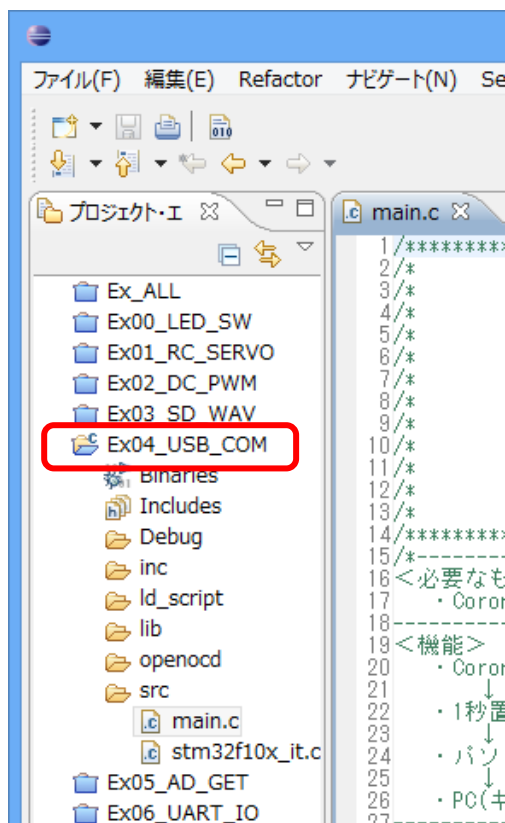 ファイル(F) 編集(E) Refactor ナビゲート(N) Se
プロジェクト・エ
main.c
Ex_ALL
Ex00_LED_SW
Ex01_RC_SERVO
Ex02_DC_PWM
Ex03_SD_WAV
Ex04_USB_COM
Binaries
Includes
Debug
inc
ld_script
lib
openocd
src
main.c
stm32f10x_it.c
Ex05_AD_GET
Ex06_UART_IO
1/*********
2/*
3/*
4/*
5/*
6/*
7/*
8/*
9/*
10/*
11/*
12/*
13/*
14/*********
15/*--------
16<必要なも
17 ・Coron
18---------
19<機能>
20 ・Coron
21 ↓
22 ・1秒置
23 ↓
24 ・パソ
25 ↓
26 ・PC(キ
27---------